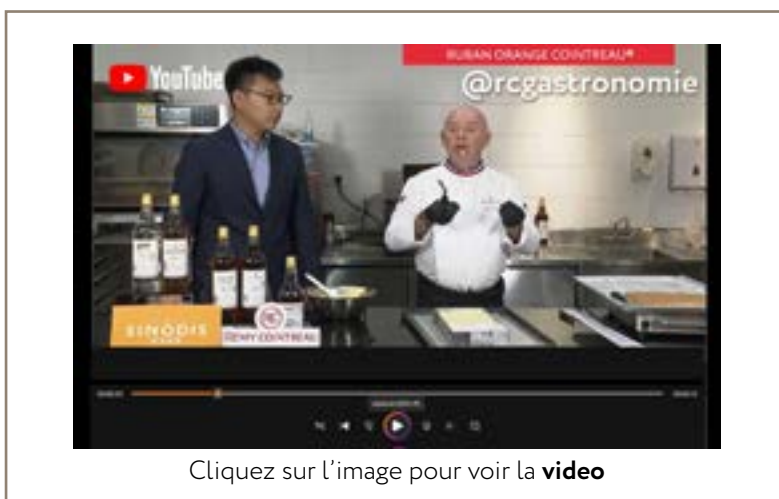 RUBAN ORANGE COINTREAU®
YouTube
@rcgastronomie
SINODIS
RÉMY COINTREAU
Cliquez sur l'image pour voir la video